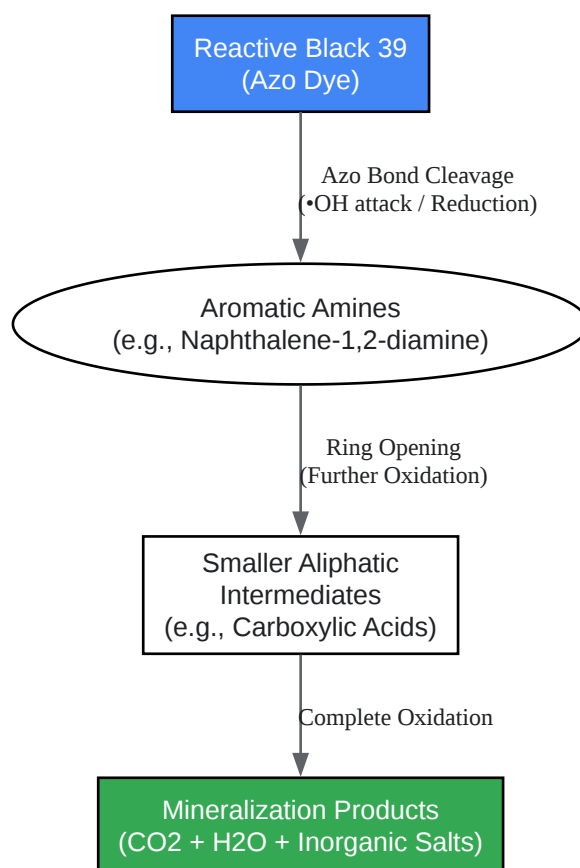 Reactive Black 39
(Azo Dye)
Azo Bond Cleavage
(•OH attack / Reduction)
Aromatic Amines
(e.g., Naphthalene-1,2-diamine)
Ring Opening
(Further Oxidation)
Smaller Aliphatic
Intermediates
(e.g., Carboxylic Acids)
Complete Oxidation
Mineralization Products
(CO2 + H2O + Inorganic Salts)